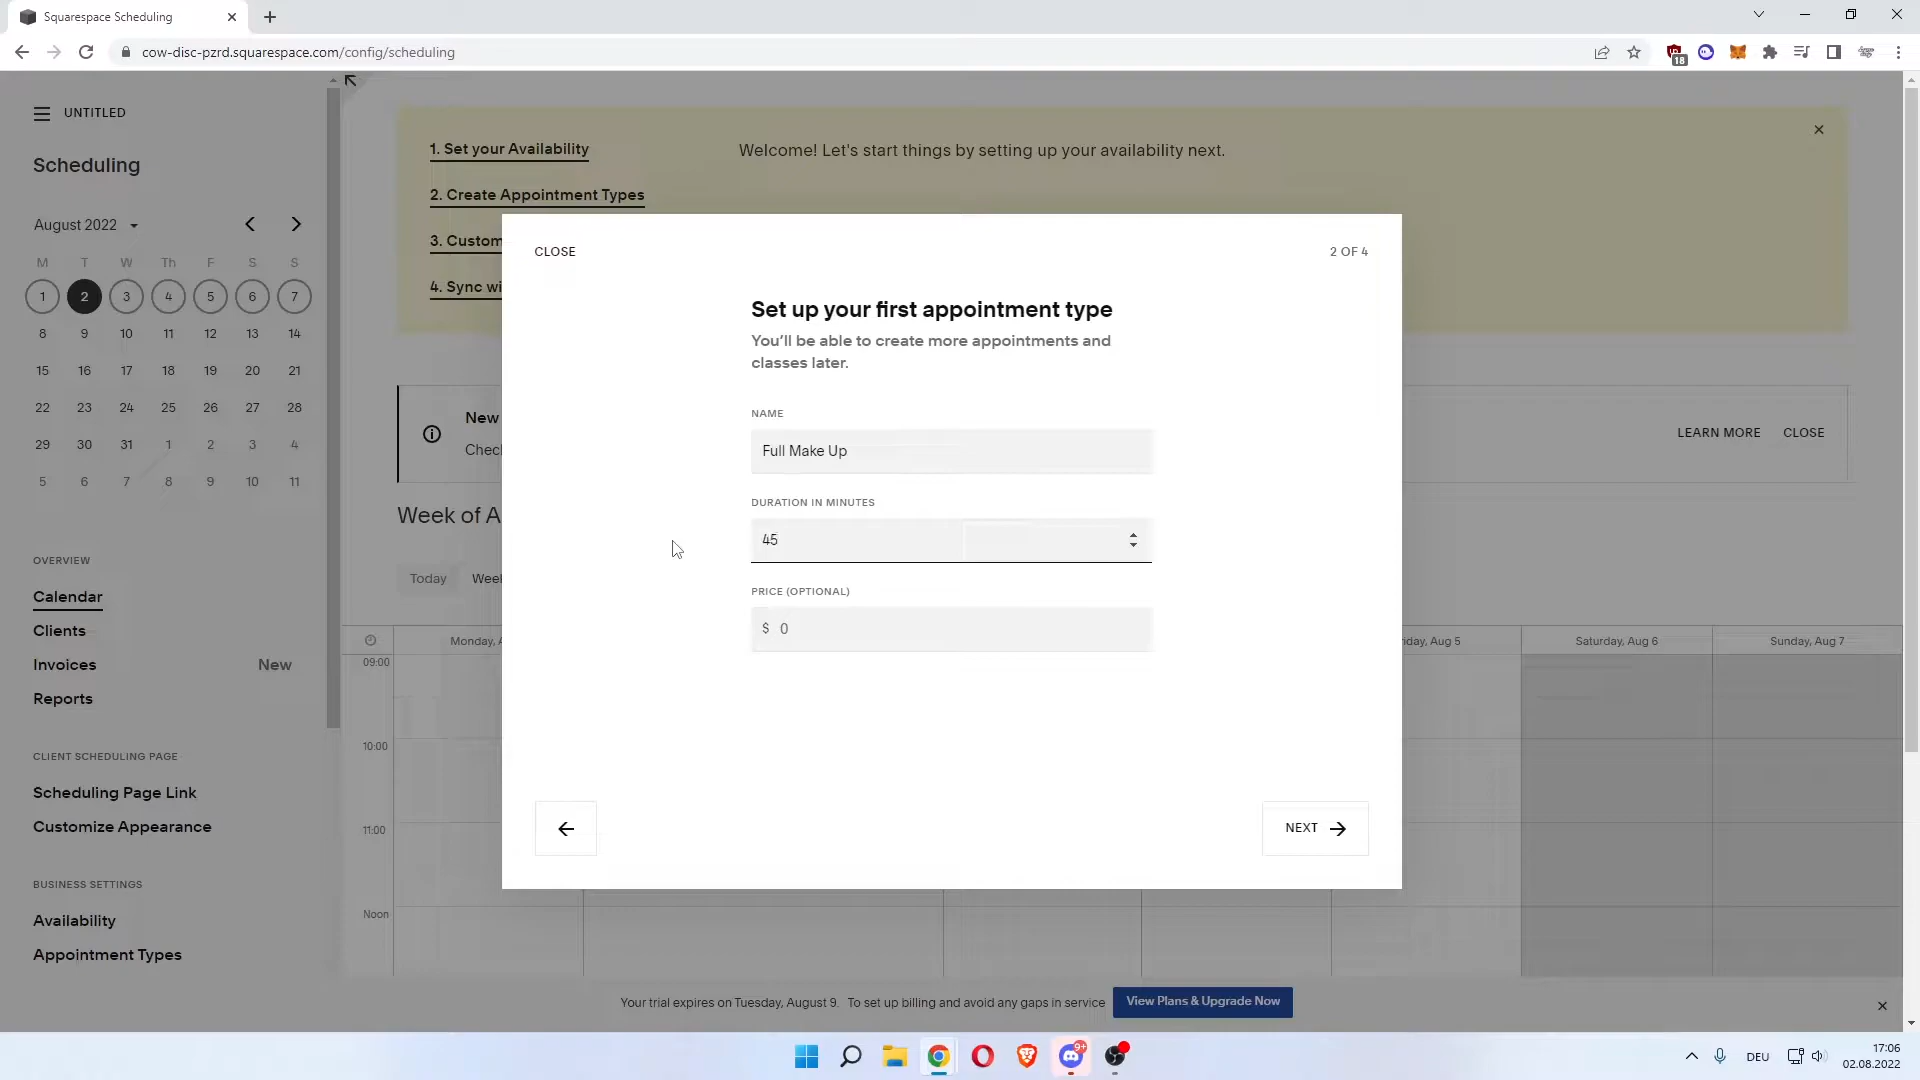 Squarespace Scheduling
cow-disc-pzrd.squarespace.com/config/scheduling
18
UNTITLED
Scheduling
August 2022
M T W Th F S S
1 2 3 4 5 6 7
8 9 10 11 12 13 14
15 16 17 18 19 20 21
22 23 24 25 26 27 28
29 30 31 1 2 3 4
5 6 7 8 9 10 11
OVERVIEW
Calendar
Clients
Invoices New
Reports
CLIENT SCHEDULING PAGE
Scheduling Page Link
Customize Appearance
BUSINESS SETTINGS
Availability
Appointment Types
1. Set your Availability
Welcome! Let's start things by setting up your availability next.
2. Create Appointment Types
3. Custom
4. Sync wi
New
Chec
LEARN MORE CLOSE
Week of A
Today Week
Monday, A
day, Aug 5
Saturday, Aug 6
Sunday, Aug 7
09:00
10:00
11:00
Noon
CLOSE
2 OF 4
Set up your first appointment type
You’ll be able to create more appointments and
classes later.
NAME
Full Make Up
DURATION IN MINUTES
45
PRICE (OPTIONAL)
$ 0
NEXT
Your trial expires on Tuesday, August 9. To set up billing and avoid any gaps in service
View Plans & Upgrade Now
9+
DEU
17:06
02.08.2022